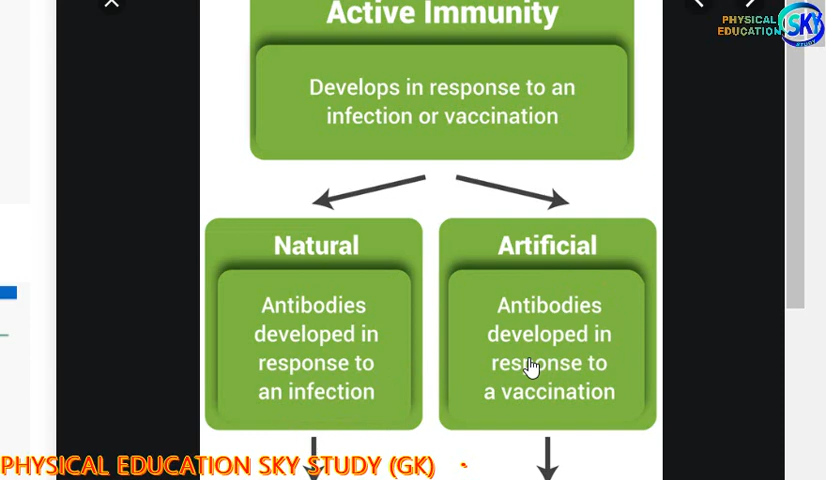 Active Immunity
PHYSICAL
EDUCATION
SKY
STUDY
Develops in response to an
infection or vaccination
Natural
Artificial
Antibodies
developed in
response to
an infection
Antibodies
developed in
response to
a vaccination
PHYSICAL EDUCATION SKY STUDY (GK)